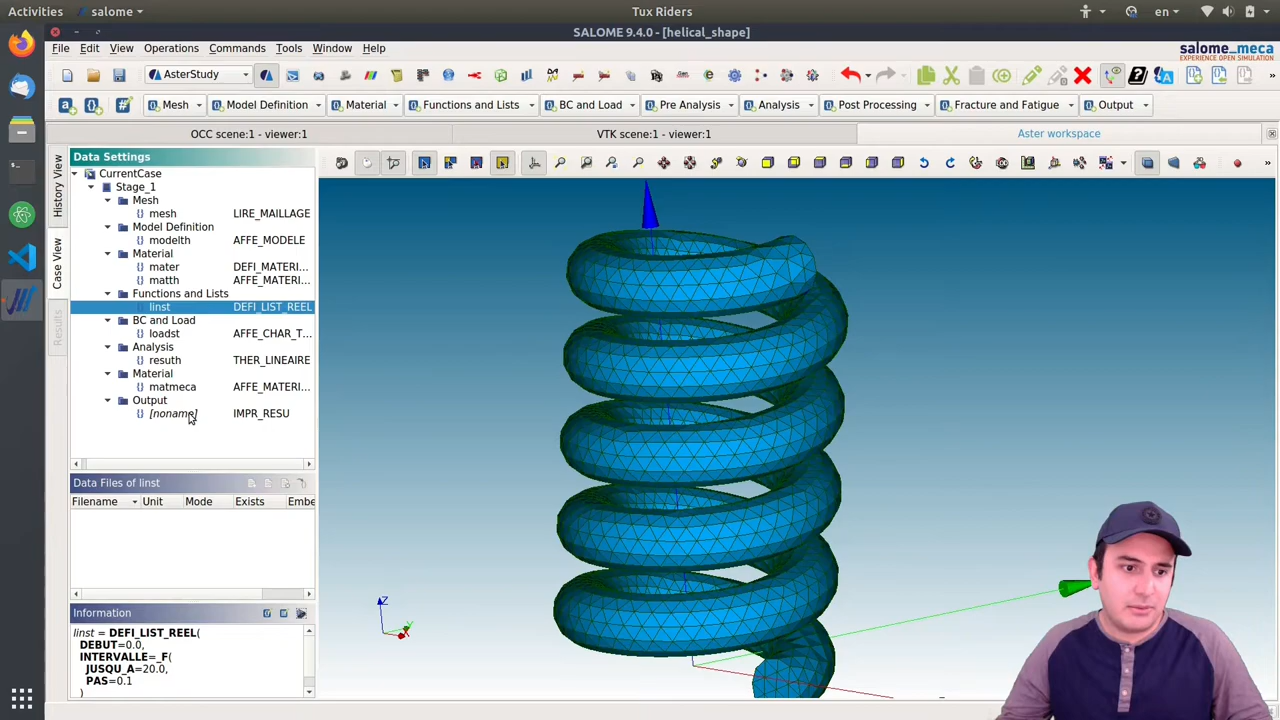 Activities
salome
Tux Riders
en
SALOME 9.4.0 - [helical_shape]
File Edit View Operations Commands Tools Window Help
salome_meca
EXPERIENCE OPEN SIMULATION
AsterStudy
Mesh Model Definition Material Functions and Lists BC and Load Pre Analysis Analysis Post Processing Fracture and Fatigue Output
OCC scene:1 - viewer:1 VTK scene:1 - viewer:1 Aster workspace
History View
Case View
Results
Data Settings
CurrentCase
Stage_1
Mesh
mesh LIRE_MAILLAGE
Model Definition
modelth AFFE_MODELE
Material
mater DEFI_MATERI...
matth AFFE_MATERI...
Functions and Lists
linst DEFI_LIST_REEL
BC and Load
loadst AFFE_CHAR_T...
Analysis
resuth THER_LINEAIRE
Material
matmeca AFFE_MATERI...
Output
[noname] IMPR_RESU
Data Files of linst
Filename Unit Mode Exists Embe
Information
linst = DEFI_LIST_REEL(
DEBUT=0.0,
INTERVALLE=_F(
JUSQU_A=20.0,
PAS=0.1
)
Z
Y
X